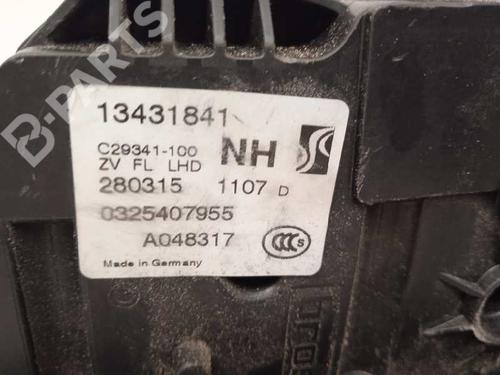 B-PARTS
13431841
C29341-100 NH
ZV FL LHD
280315 1107 D
0325407955
A048317
Made in Germany